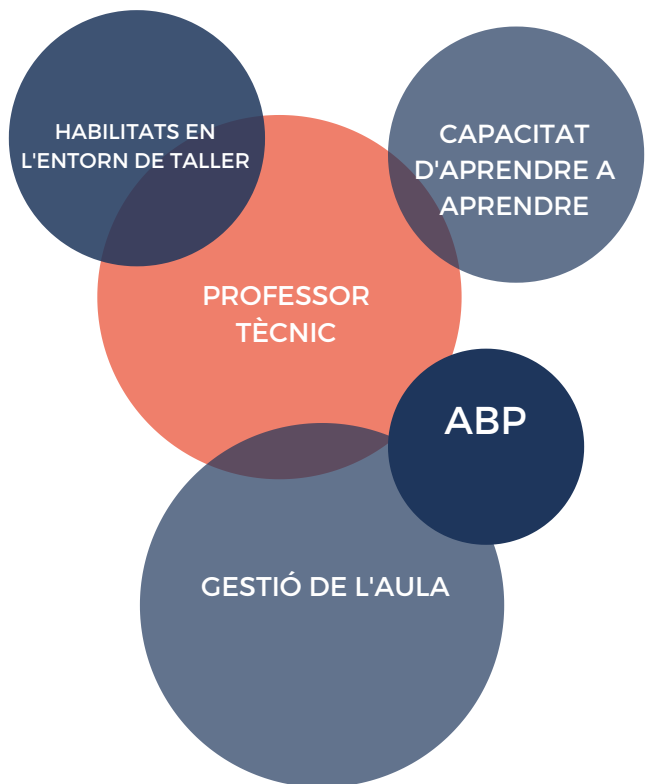 HABILITATS EN
L'ENTORN DE TALLER
CAPACITAT
D'APRENDRE A
APRENDRE
PROFESSOR
TÈCNIC
ABP
GESTIÓ DE L'AULA